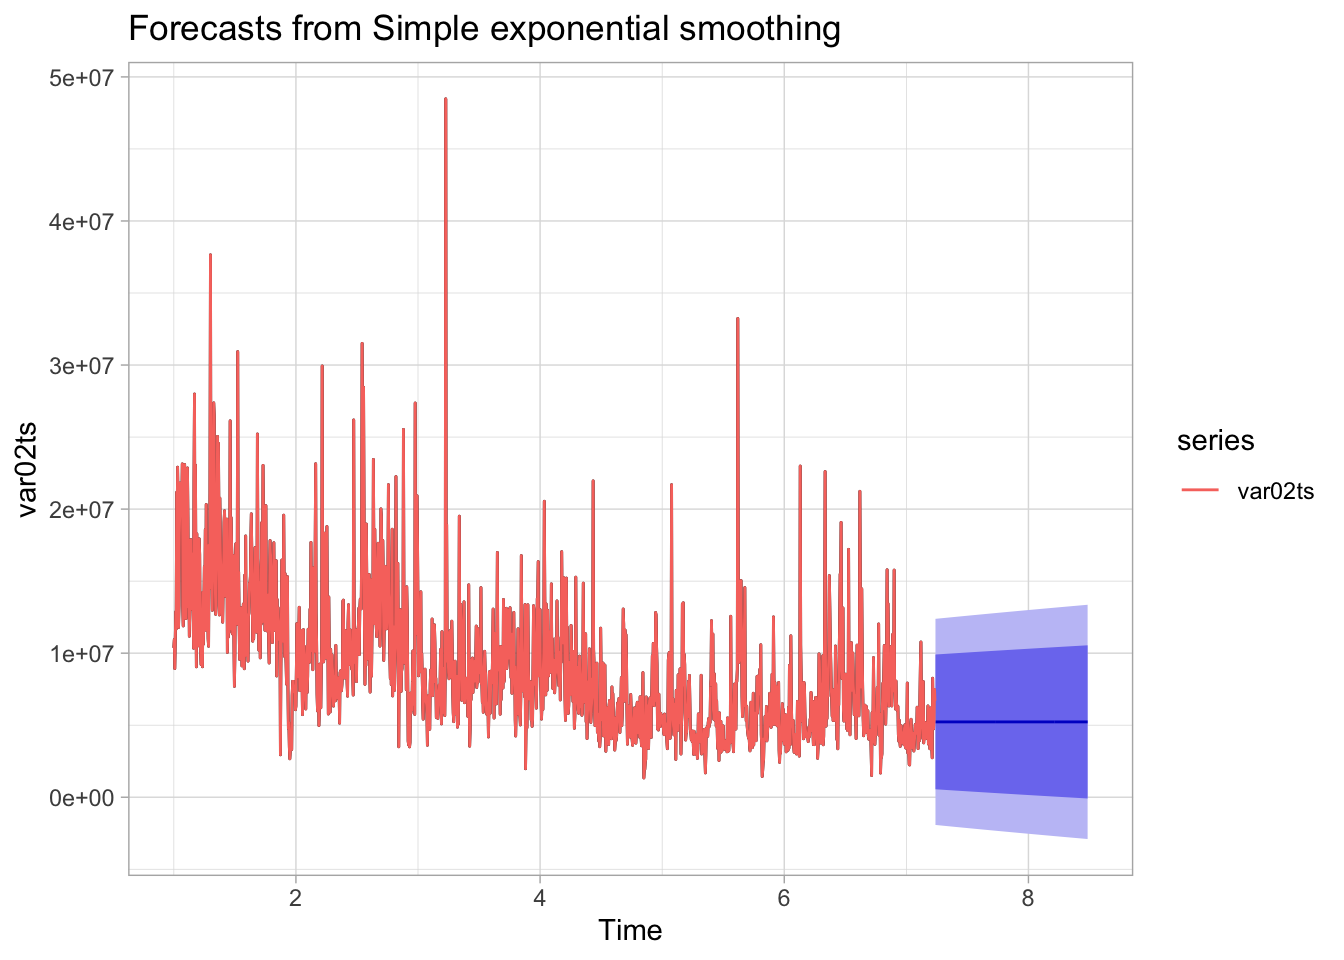 Forecasts from Simple exponential smoothing
5e+07
4e+07
3e+07
2e+07
1e+07
0e+00
var02ts
2 4 6 8
Time
series
var02ts